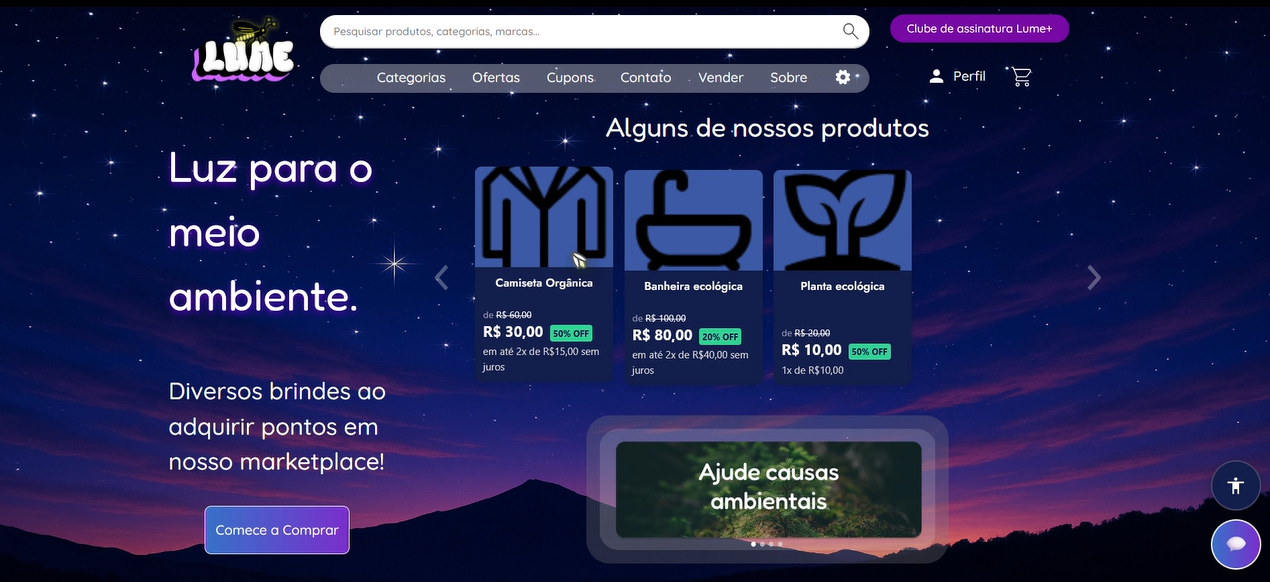 LUME
Pesquisar produtos, categorias, marcas...
Clube de assinatura Lume+
Categorias
Ofertas
Cupons
Contato
Vender
Sobre
Perfil
Luz para o
meio
ambiente.
Diversos brindes ao
adquirir pontos em
nosso marketplace!
Comece a Comprar
Alguns de nossos produtos
Camiseta Orgânica
de R$ 60,00
R$ 30,00 50% OFF
em até 2x de R$15,00 sem
juros
Banheira ecológica
de R$ 100,00
R$ 80,00 20% OFF
em até 2x de R$40,00 sem
juros
Planta ecológica
de R$ 20,00
R$ 10,00 50% OFF
1x de R$10,00
Ajude causas
ambientais